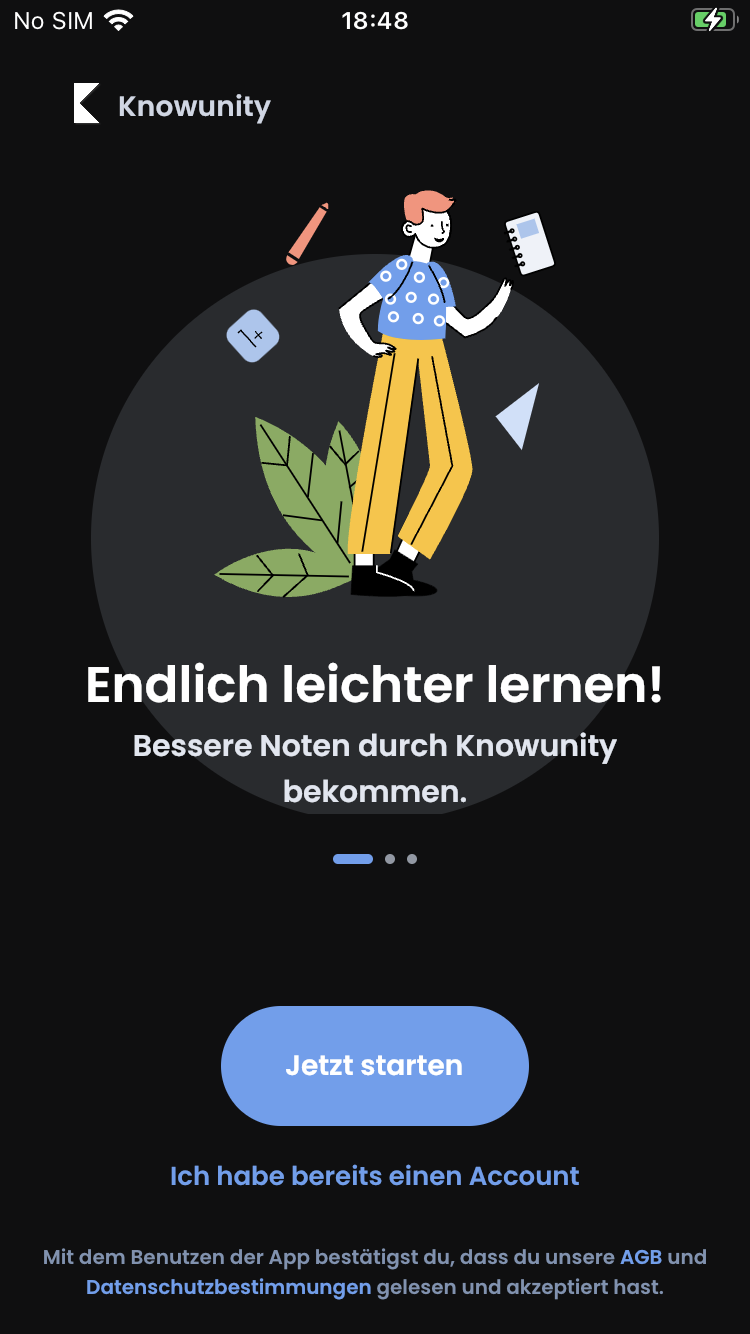 No SIM 18:48
Knowunity
1+
Endlich leichter lernen!
Bessere Noten durch Knowunity
bekommen.
Jetzt starten
Ich habe bereits einen Account
Mit dem Benutzen der App bestätigst du, dass du unsere AGB und
Datenschutzbestimmungen gelesen und akzeptiert hast.